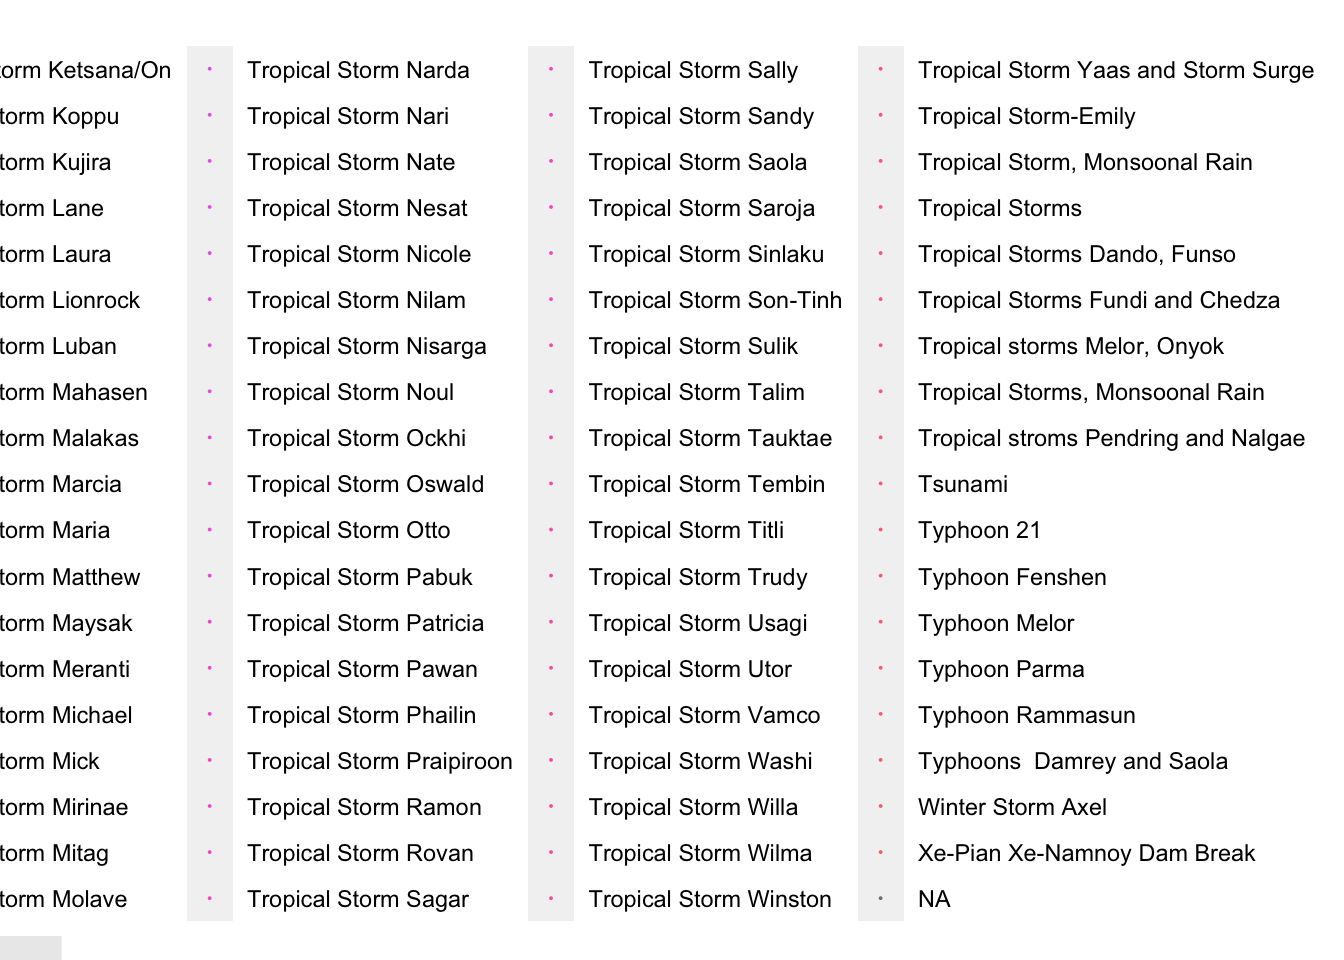 torm Ketsana/On
torm Koppu
torm Kujira
torm Lane
torm Laura
torm Lionrock
torm Luban
torm Mahasen
torm Malakas
torm Marcia
torm Maria
torm Matthew
torm Maysak
torm Meranti
torm Michael
torm Mick
torm Mirinae
torm Mitag
torm Molave
Tropical Storm Narda
Tropical Storm Nari
Tropical Storm Nate
Tropical Storm Nesat
Tropical Storm Nicole
Tropical Storm Nilam
Tropical Storm Nisarga
Tropical Storm Noul
Tropical Storm Ockhi
Tropical Storm Oswald
Tropical Storm Otto
Tropical Storm Pabuk
Tropical Storm Patricia
Tropical Storm Pawan
Tropical Storm Phailin
Tropical Storm Praipiroon
Tropical Storm Ramon
Tropical Storm Rovan
Tropical Storm Sagar
Tropical Storm Sally
Tropical Storm Sandy
Tropical Storm Saola
Tropical Storm Saroja
Tropical Storm Sinlaku
Tropical Storm Son-Tinh
Tropical Storm Sulik
Tropical Storm Talim
Tropical Storm Tauktae
Tropical Storm Tembin
Tropical Storm Titli
Tropical Storm Trudy
Tropical Storm Usagi
Tropical Storm Utor
Tropical Storm Vamco
Tropical Storm Washi
Tropical Storm Willa
Tropical Storm Wilma
Tropical Storm Winston
Tropical Storm Yaas and Storm Surge
Tropical Storm-Emily
Tropical Storm, Monsoonal Rain
Tropical Storms
Tropical Storms Dando, Funso
Tropical Storms Fundi and Chedza
Tropical storms Melor, Onyok
Tropical Storms, Monsoonal Rain
Tropical stroms Pendring and Nalgae
Tsunami
Typhoon 21
Typhoon Fenshen
Typhoon Melor
Typhoon Parma
Typhoon Rammasun
Typhoons  Damrey and Saola
Winter Storm Axel
Xe-Pian Xe-Namnoy Dam Break
NA